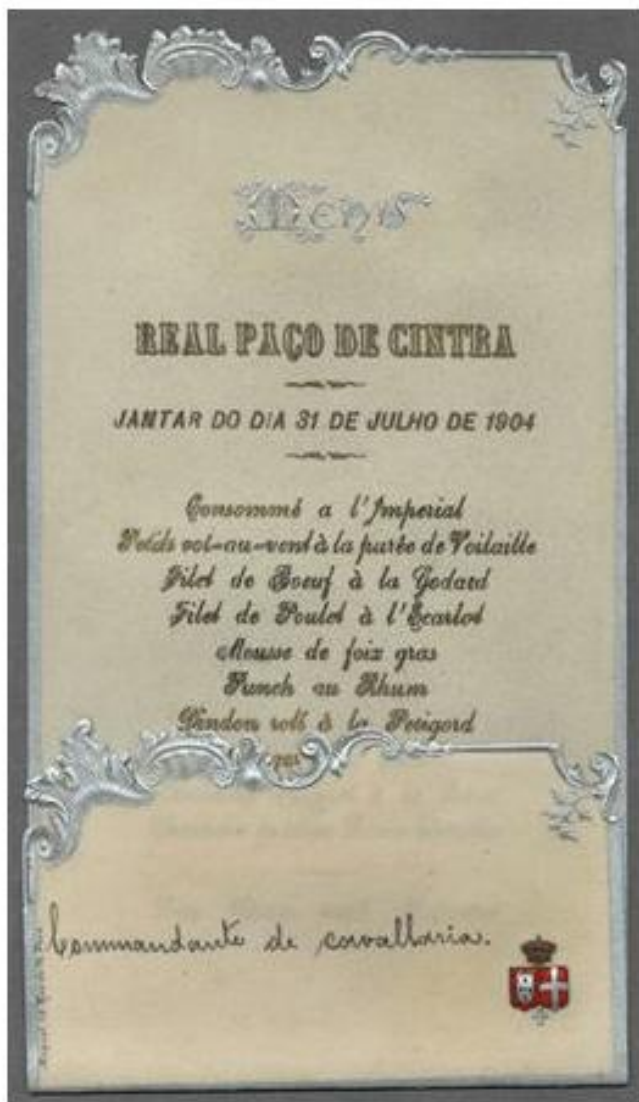 Menu
REAL PAÇO DE CINTRA
JANTAR DO DIA 31 DE JULHO DE 1904
Consommé a l'Imperial
Petits vol-au-vent à la purée de Voilaille
Filet de Boeuf à la Godard
Filet de Poulet à l'Ecarlot
Mousse de foix gras
Punch au Rhum
Dindon roti à la Perigord
Commandante de cavallaria.